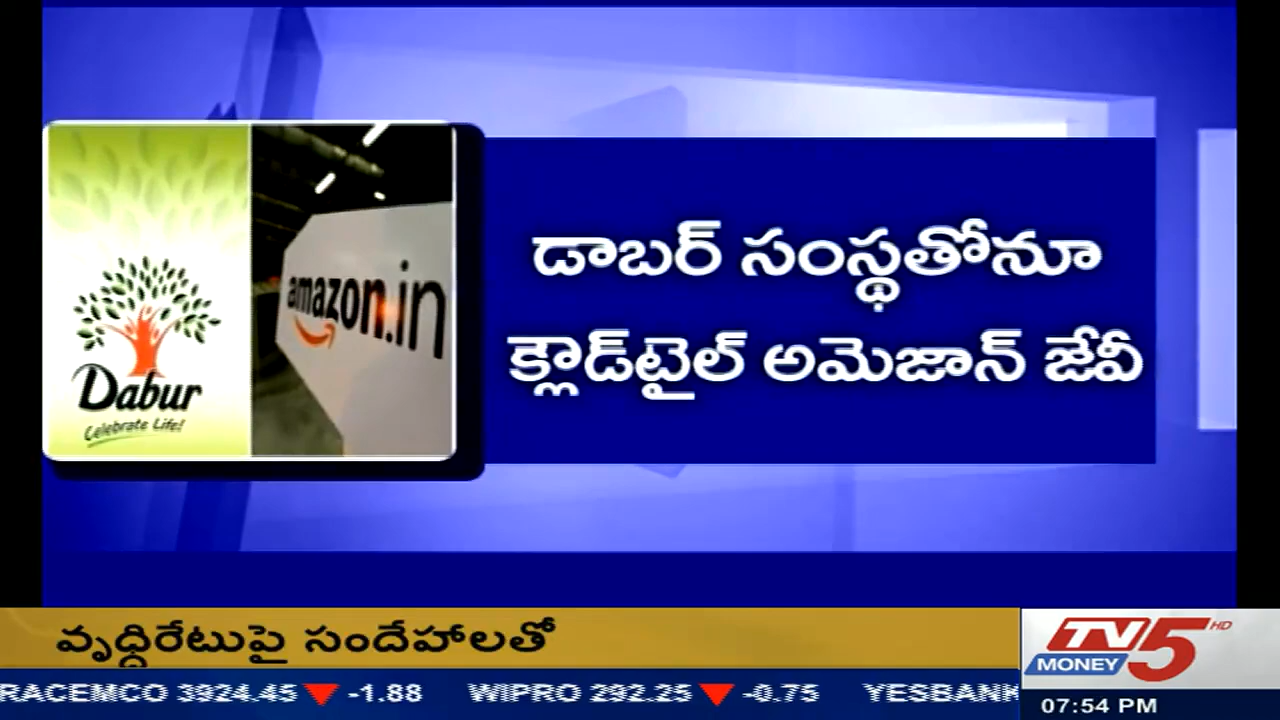 డాబర్ సంస్థతోనూ
క్లౌడ్‌టైల్ అమెజాన్ జేవీ
Dabur
Celebrate Life!
amazon.in
వృద్ధిరేటుపై సందేహాలతో
TV5 HD
MONEY
RACEMCO 3924.45 -1.88 WIPRO 292.25 -0.75 YESBANK
07:54 PM